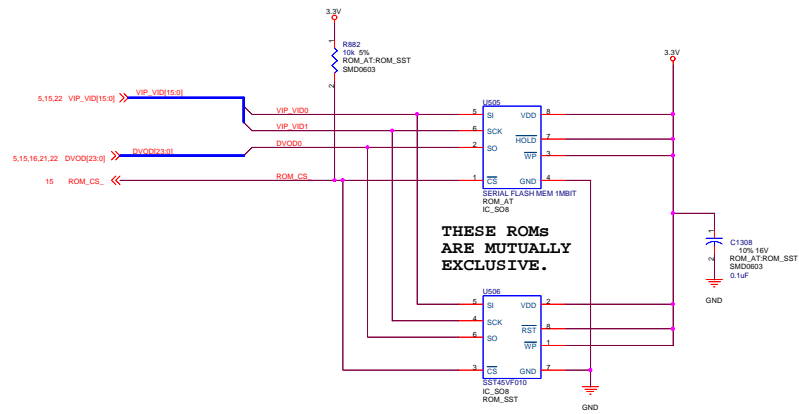 3.3V
1
R882
10k 5%
ROM_AT:ROM_SST
SMD0603
2
3.3V
5,15,22 VIP_VID[15:0]
VIP_VID[15:0]
U505
VIP_VID0
5 SI VDD 8
VIP_VID1
6 SCK HOLD 7
5,15,16,21,22 DVOD[23:0]
DVOD[23:0]
DVOD0
2 SO WP 3
15 ROM_CS_
ROM_CS_
1 CS GND 4
SERIAL FLASH MEM 1MBIT
ROM_AT
IC_SO8
THESE ROMs
ARE MUTUALLY
EXCLUSIVE.
1
C1308
10% 16V
ROM_AT:ROM_SST
2
SMD0603
0.1uF
GND
U506
5 SI VDD 2
4 SCK RST 8
6 SO WP 1
3 CS GND 7
SST45VF010
IC_SO8
ROM_SST
GND